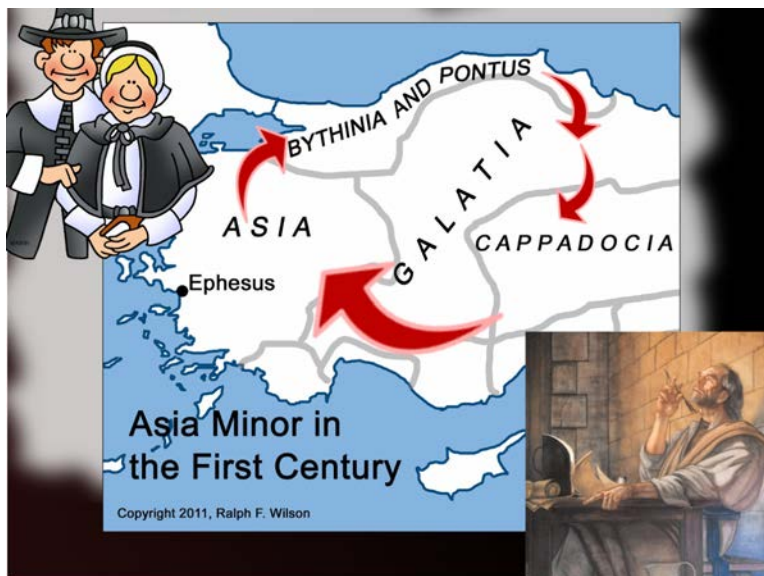 BYTHINIA AND PONTUS
GALATIA
ASIA
CAPPADOCIA
Ephesus
Asia Minor in
the First Century
Copyright 2011, Ralph F. Wilson